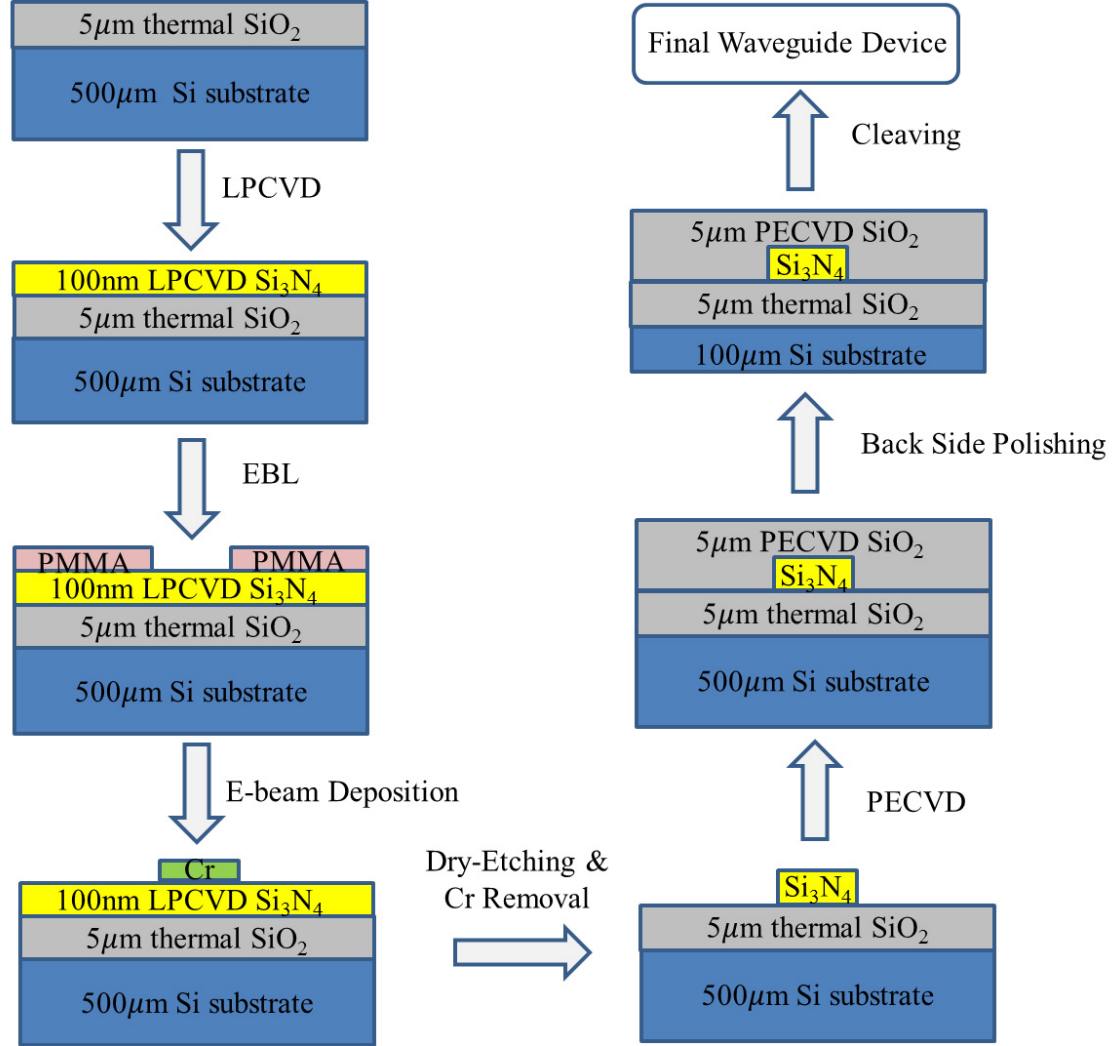 5μm thermal SiO₂
500μm Si substrate
LPCVD
100nm LPCVD Si₃N₄
5μm thermal SiO₂
500μm Si substrate
EBL
PMMA PMMA
100nm LPCVD Si₃N₄
5μm thermal SiO₂
500μm Si substrate
E-beam Deposition
Cr
100nm LPCVD Si₃N₄
5μm thermal SiO₂
500μm Si substrate
Dry-Etching &
Cr Removal
Si₃N₄
5μm thermal SiO₂
500μm Si substrate
PECVD
5μm PECVD SiO₂
Si₃N₄
5μm thermal SiO₂
500μm Si substrate
Back Side Polishing
5μm PECVD SiO₂
Si₃N₄
5μm thermal SiO₂
100μm Si substrate
Cleaving
Final Waveguide Device